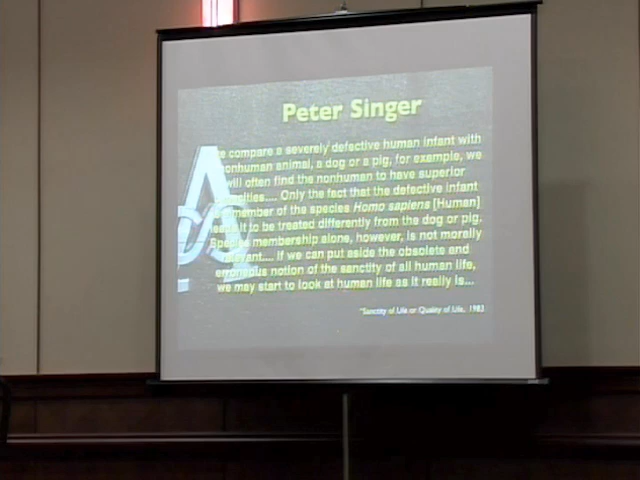 Peter Singer
we compare a severely defective human infant with
nonhuman animal, a dog or a pig, for example, we
will often find the nonhuman to have superior
Only the fact that the defective infant
member of the species Homo sapiens [Human]
it to be treated differently from the dog or pig.
Species membership alone, however, is not morally
relevant.... If we can put aside the obsolete and
erroneous notion of the sanctity of all human life,
we may start to look at human life as it really is...
"Sanctity of Life or Quality of Life, 1983